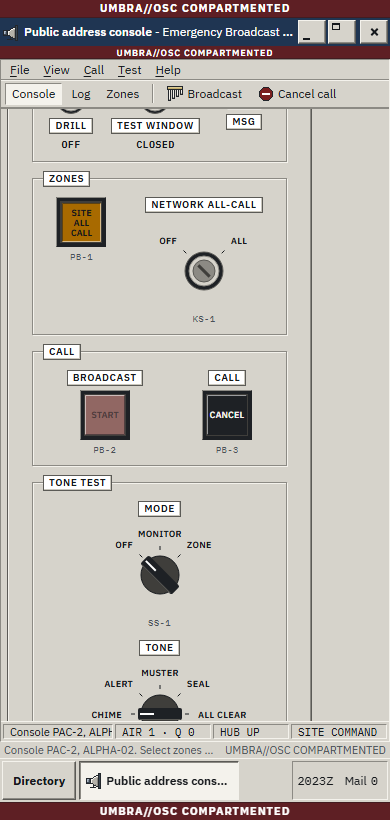 UMBRA//OSC COMPARTMENTED
Public address console - Emergency Broadcast ...
UMBRA//OSC COMPARTMENTED
File View Call Test Help
Console Log Zones Broadcast Cancel call
DRILL TEST WINDOW MSG
OFF CLOSED
ZONES
SITE ALL CALL
PB-1
NETWORK ALL-CALL
OFF ALL
KS-1
CALL
BROADCAST CALL
START CANCEL
PB-2 PB-3
TONE TEST
MODE
MONITOR
OFF ZONE
SS-1
TONE
MUSTER
ALERT SEAL
CHIME ALL CLEAR
Console PAC-2, ALPH AIR 1 · Q 0 HUB UP SITE COMMAND
Console PAC-2, ALPHA-02. Select zones ... UMBRA//OSC COMPARTMENTED
Directory Public address cons... 2023Z Mail 0
UMBRA//OSC COMPARTMENTED